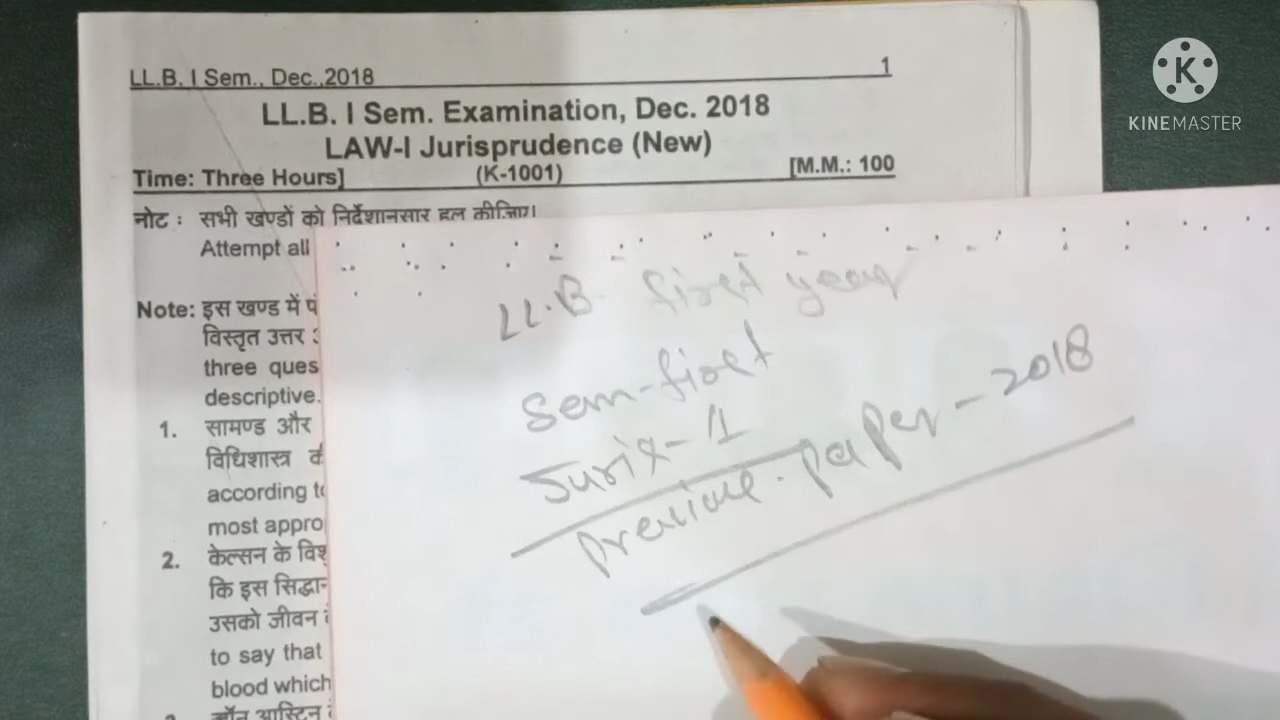 LL.B. I Sem., Dec.,2018 1
LL.B. I Sem. Examination, Dec. 2018
LAW-I Jurisprudence (New)
Time: Three Hours] (K-1001) [M.M.: 100
नोट : सभी खण्डों को निर्देशानुसार हल कीजिए।
Attempt all
Note: इस खण्ड में
विस्तृत उत्तर
three ques
descriptive.
1. सामण्ड और
विधिशास्त्र
according to
most appro
2. केल्सन के
कि इस
उसको जीवन
to say that
blood which
जॉन आस्टिन
LL.B. first year
Sem-first
Juris-1
previous paper-2018
K
KINEMASTER